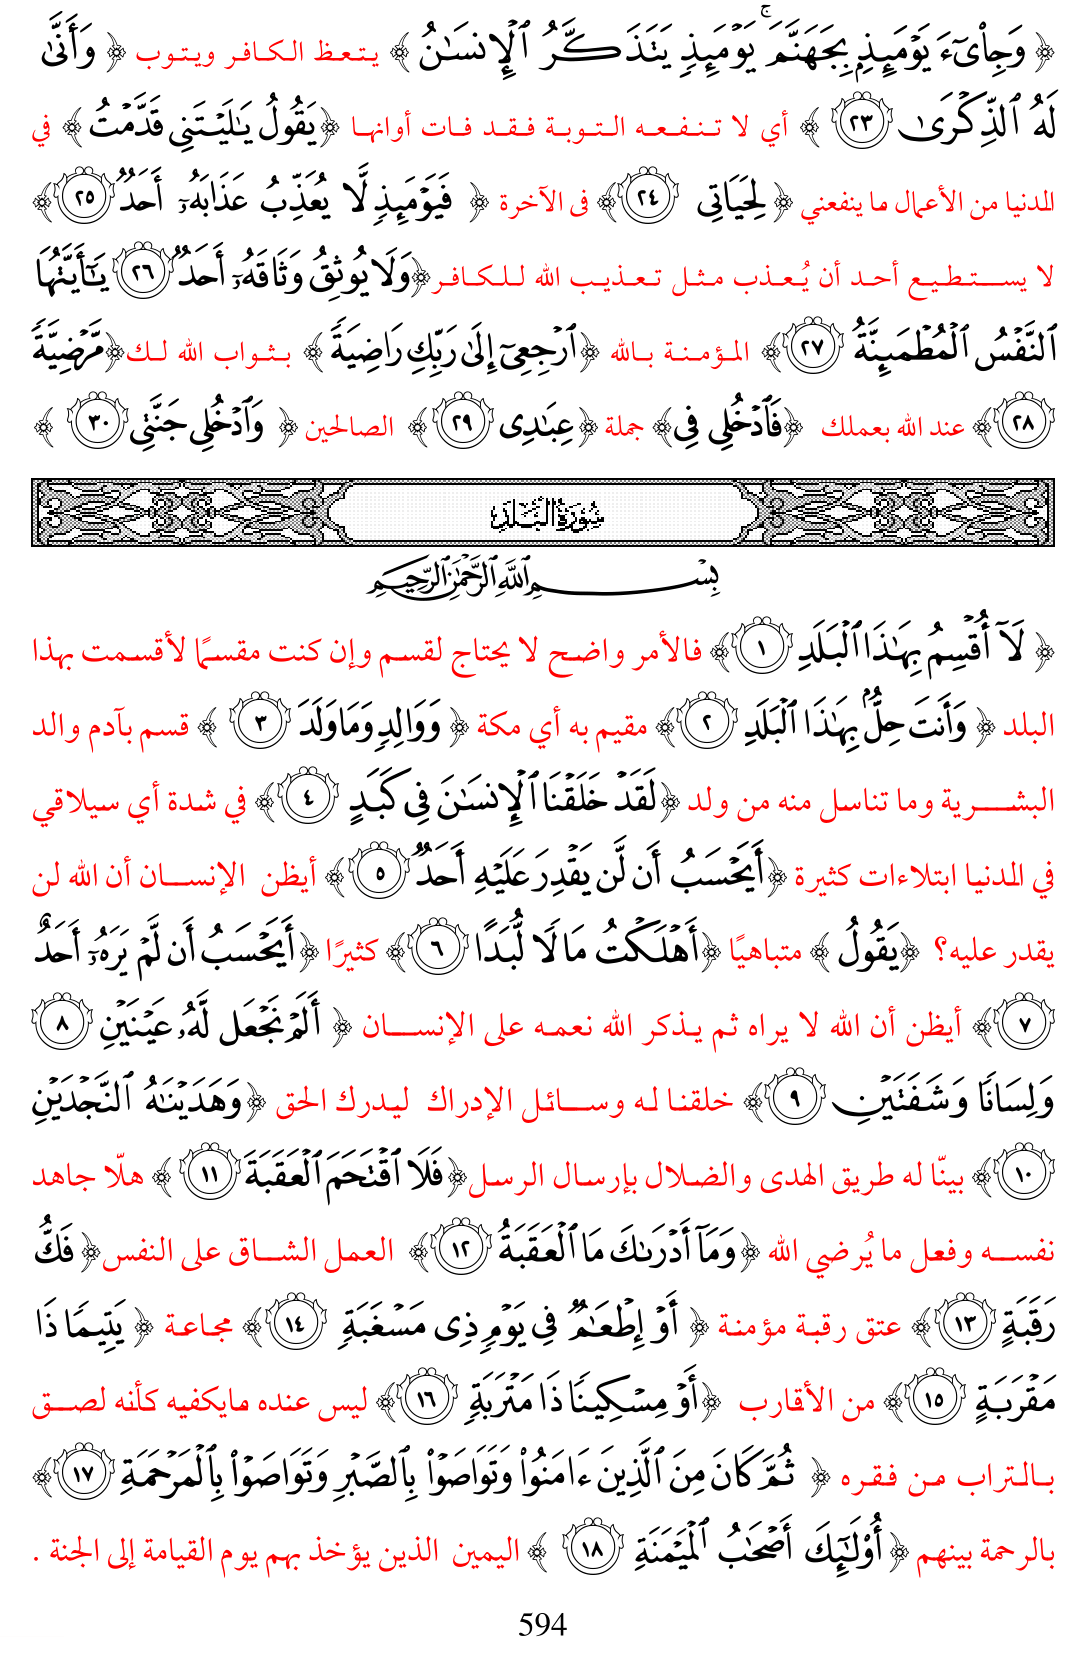 ﴿ وَجِا۟ىٓءَ يَوْمَئِذِۭ بِجَهَنَّمَ ۚ يَوْمَئِذٍ يَتَذَكَّرُ ٱلْإِنسَـٰنُ ﴾ يتعظ الكافر ويتوب ﴿ وَأَنَّىٰ
لَهُ ٱلذِّكْرَىٰ ٢٣ ﴾ أي لا تنفعه التوبة فقد فات أوانها ﴿ يَقُولُ يَـٰلَيْتَنِى قَدَّمْتُ ﴾ في
الدنيا من الأعمال ما ينفعني ﴿ لِحَيَاتِى ٢٤ ﴾ فى الآخرة ﴿ فَيَوْمَئِذٍ لَّا يُعَذِّبُ عَذَابَهُۥٓ أَحَدٌ ٢٥ ﴾
لا يستطيع أحد أن يُعذب مثل تعذيب الله للكافر ﴿ وَلَا يُوثِقُ وَثَاقَهُۥٓ أَحَدٌ ٢٦ يَـٰٓأَيَّتُهَا
ٱلنَّفْسُ ٱلْمُطْمَئِنَّةُ ٢٧ ﴾ المؤمنة بالله ﴿ ٱرْجِعِىٓ إِلَىٰ رَبِّكِ رَاضِيَةً ﴾ بثواب الله لك ﴿ مَّرْضِيَّةً
٢٨ ﴾ عند الله بعملك ﴿ فَٱدْخُلِى فِى ﴾ جملة ﴿ عِبَـٰدِى ٢٩ ﴾ الصالحين ﴿ وَٱدْخُلِى جَنَّتِى ٣٠ ﴾
سُورَةُ البَلَدِ
بِسْمِ ٱللَّهِ ٱلرَّحْمَـٰنِ ٱلرَّحِيمِ
﴿ لَآ أُقْسِمُ بِهَـٰذَا ٱلْبَلَدِ ١ ﴾ فالأمر واضح لا يحتاج لقسم وإن كنت مقسمًا لأقسمت بهذا
البلد ﴿ وَأَنتَ حِلٌّۢ بِهَـٰذَا ٱلْبَلَدِ ٢ ﴾ مقيم به أي مكة ﴿ وَوَالِدٍ وَمَا وَلَدَ ٣ ﴾ قسم بآدم والد
البشرية وما تناسل منه من ولد ﴿ لَقَدْ خَلَقْنَا ٱلْإِنسَـٰنَ فِى كَبَدٍ ٤ ﴾ في شدة أي سيلاقي
في الدنيا ابتلاءات كثيرة ﴿ أَيَحْسَبُ أَن لَّن يَقْدِرَ عَلَيْهِ أَحَدٌ ٥ ﴾ أيظن الإنسان أن الله لن
يقدر عليه؟ ﴿ يَقُولُ ﴾ متباهيًا ﴿ أَهْلَكْتُ مَالًا لُّبَدًا ٦ ﴾ كثيرًا ﴿ أَيَحْسَبُ أَن لَّمْ يَرَهُۥٓ أَحَدٌ
٧ ﴾ أيظن أن الله لا يراه ثم يذكر الله نعمه على الإنسان ﴿ أَلَمْ نَجْعَل لَّهُۥ عَيْنَيْنِ ٨
وَلِسَانًا وَشَفَتَيْنِ ٩ ﴾ خلقنا له وسائل الإدراك ليدرك الحق ﴿ وَهَدَيْنَـٰهُ ٱلنَّجْدَيْنِ
١٠ ﴾ بينّا له طريق الهدى والضلال بإرسال الرسل ﴿ فَلَا ٱقْتَحَمَ ٱلْعَقَبَةَ ١١ ﴾ هلّا جاهد
نفسه وفعل ما يُرضي الله ﴿ وَمَآ أَدْرَىٰكَ مَا ٱلْعَقَبَةُ ١٢ ﴾ العمل الشاق على النفس ﴿ فَكُّ
رَقَبَةٍ ١٣ ﴾ عتق رقبة مؤمنة ﴿ أَوْ إِطْعَـٰمٌ فِى يَوْمٍ ذِى مَسْغَبَةٍ ١٤ ﴾ مجاعة ﴿ يَتِيمًا ذَا
مَقْرَبَةٍ ١٥ ﴾ من الأقارب ﴿ أَوْ مِسْكِينًا ذَا مَتْرَبَةٍ ١٦ ﴾ ليس عنده مايكفيه كأنه لصق
بالتراب من فقره ﴿ ثُمَّ كَانَ مِنَ ٱلَّذِينَ ءَامَنُوا۟ وَتَوَاصَوْا۟ بِٱلصَّبْرِ وَتَوَاصَوْا۟ بِٱلْمَرْحَمَةِ ١٧ ﴾
بالرحمة بينهم ﴿ أُو۟لَـٰٓئِكَ أَصْحَـٰبُ ٱلْمَيْمَنَةِ ١٨ ﴾ اليمين الذين يؤخذ بهم يوم القيامة إلى الجنة .
594